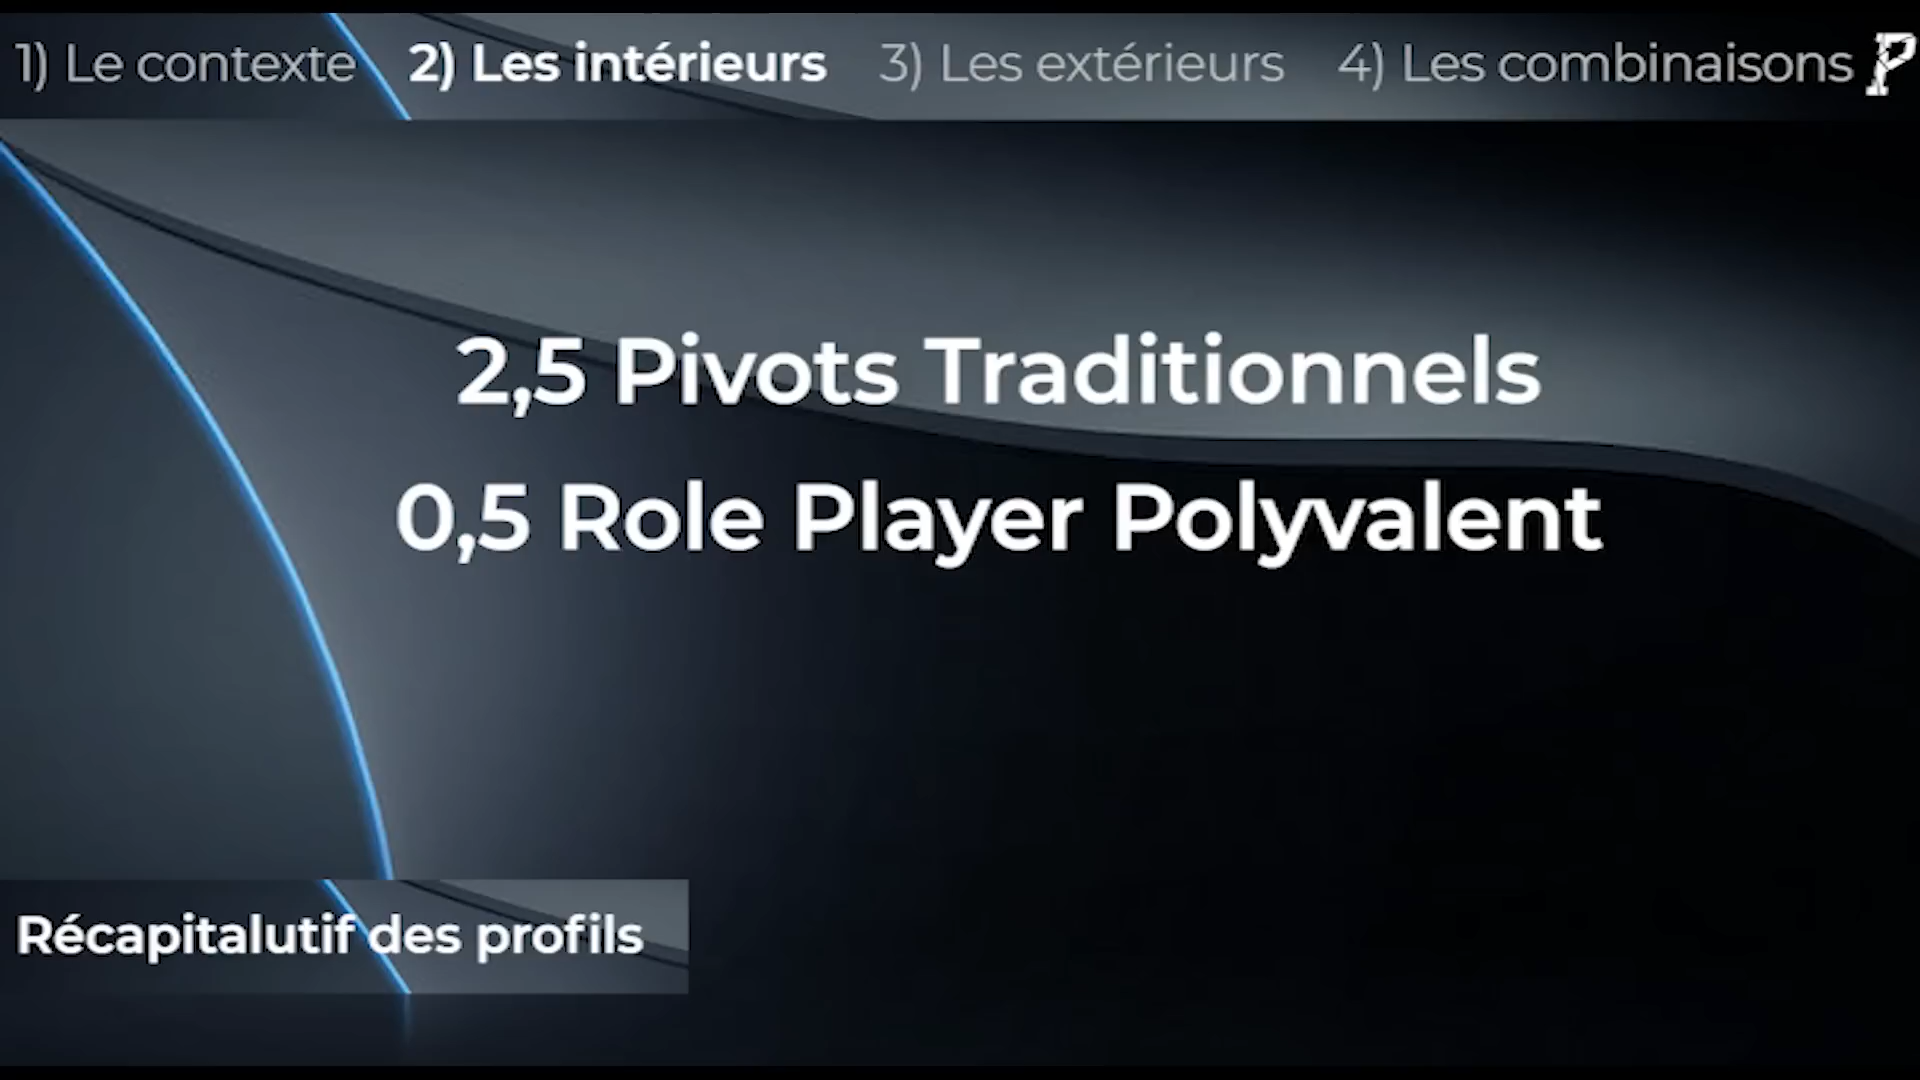 1) Le contexte 2) Les intérieurs 3) Les extérieurs 4) Les combinaisons P
2,5 Pivots Traditionnels
0,5 Role Player Polyvalent
Récapitalutif des profils